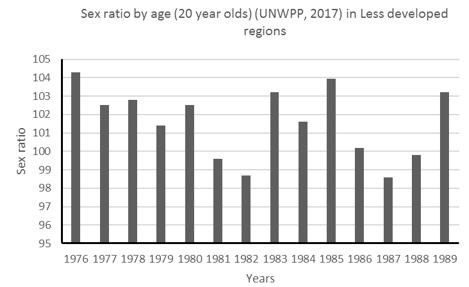 Sex ratio by age (20 year olds) (UNWPP, 2017) in Less developed
regions
105
104
103
102
101
100
99
98
97
96
95
Sex ratio
1976 1977 1978 1979 1980 1981 1982 1983 1984 1985 1986 1987 1988 1989
Years